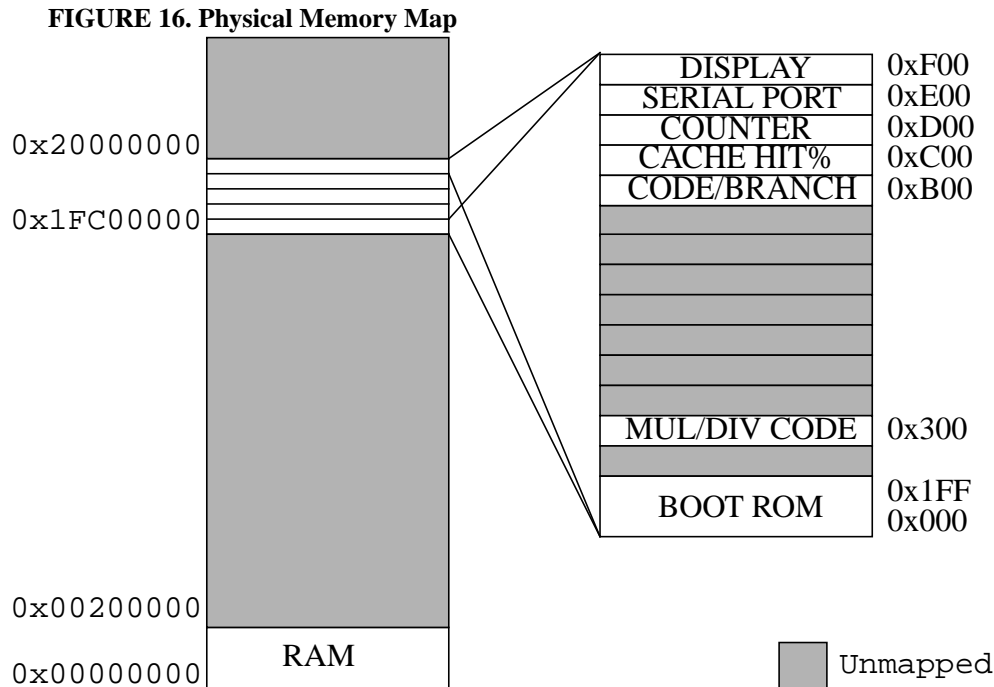 FIGURE 16. Physical Memory Map
0x20000000
0x1FC00000
0x00200000
0x00000000
RAM
DISPLAY 0xF00
SERIAL PORT 0xE00
COUNTER 0xD00
CACHE HIT% 0xC00
CODE/BRANCH 0xB00
MUL/DIV CODE 0x300
0x1FF
BOOT ROM
0x000
Unmapped